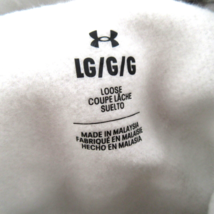 LG/G/G
LOOSE
COUPE LÂCHE
SUELTO
MADE IN MALAYSIA
FABRIQUÉ EN MALAISIE
HECHO EN MALASIA